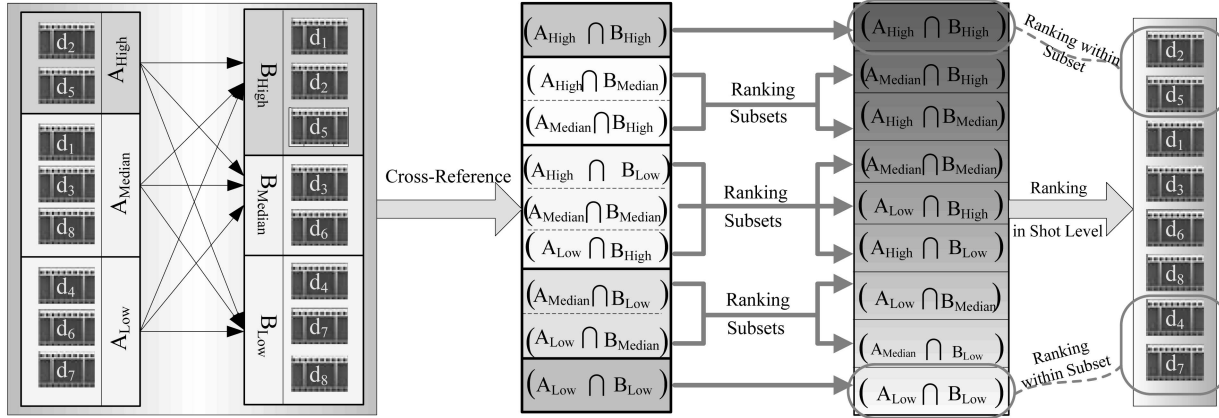 d2
d5
AHigh
d1
d3
d8
AMedian
d4
d6
d7
ALow
BHigh
d1
d2
d5
BMedian
d3
d6
BLow
d4
d7
d8
Cross-Reference
(AHigh ⋂ BHigh)
(AHigh ⋂ BMedian)
(AMedian ⋂ BHigh)
(AHigh ⋂ BLow)
(AMedian ⋂ BMedian)
(ALow ⋂ BHigh)
(AMedian ⋂ BLow)
(ALow ⋂ BMedian)
(ALow ⋂ BLow)
Ranking
Subsets
Ranking
Subsets
Ranking
Subsets
(AHigh ⋂ BHigh)
(AMedian ⋂ BHigh)
(AHigh ⋂ BMedian)
(AMedian ⋂ BMedian)
(ALow ⋂ BHigh)
(AHigh ⋂ BLow)
(ALow ⋂ BMedian)
(AMedian ⋂ BLow)
(ALow ⋂ BLow)
Ranking within
Subset
Ranking
in Shot Level
Ranking
within Subset
d2
d5
d1
d3
d6
d8
d4
d7